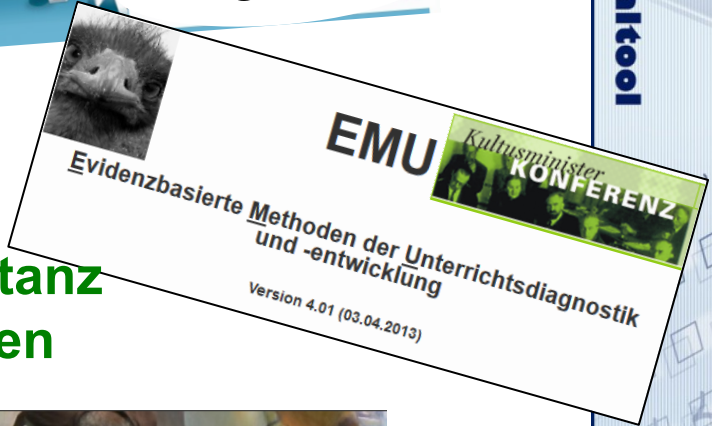 altool
EMU
Kultusminister
KONFERENZ
Evidenzbasierte Methoden der Unterrichtsdiagnostik
und -entwicklung
Version 4.01 (03.04.2013)
tanz
en